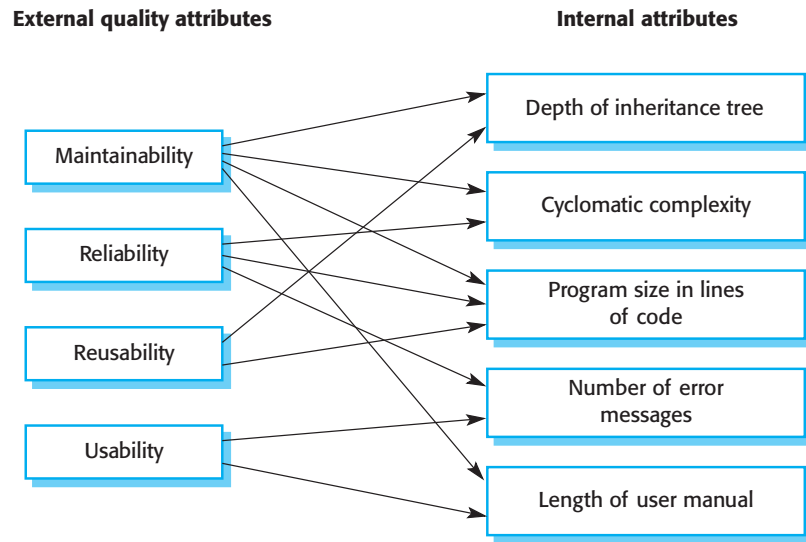 External quality attributes
Internal attributes
Maintainability
Reliability
Reusability
Usability
Depth of inheritance tree
Cyclomatic complexity
Program size in lines
of code
Number of error
messages
Length of user manual